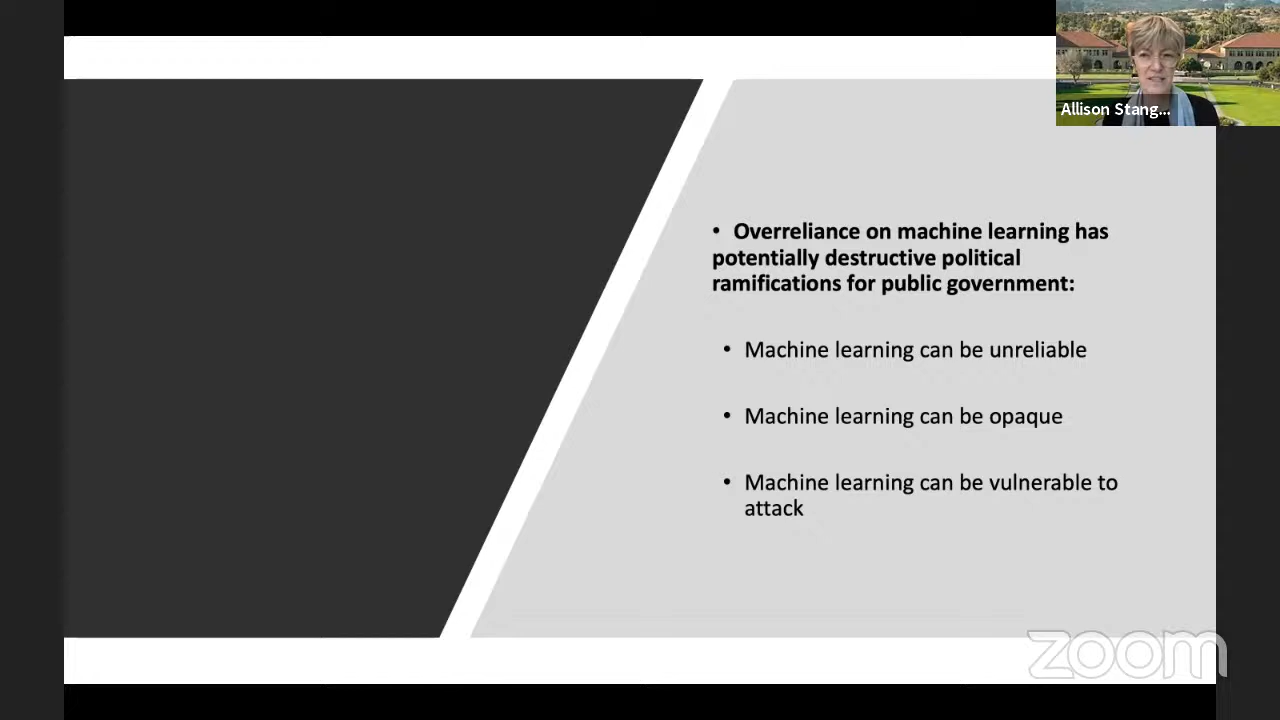 Allison Stang...
• Overreliance on machine learning has
potentially destructive political
ramifications for public government:
• Machine learning can be unreliable
• Machine learning can be opaque
• Machine learning can be vulnerable to
attack
zoom